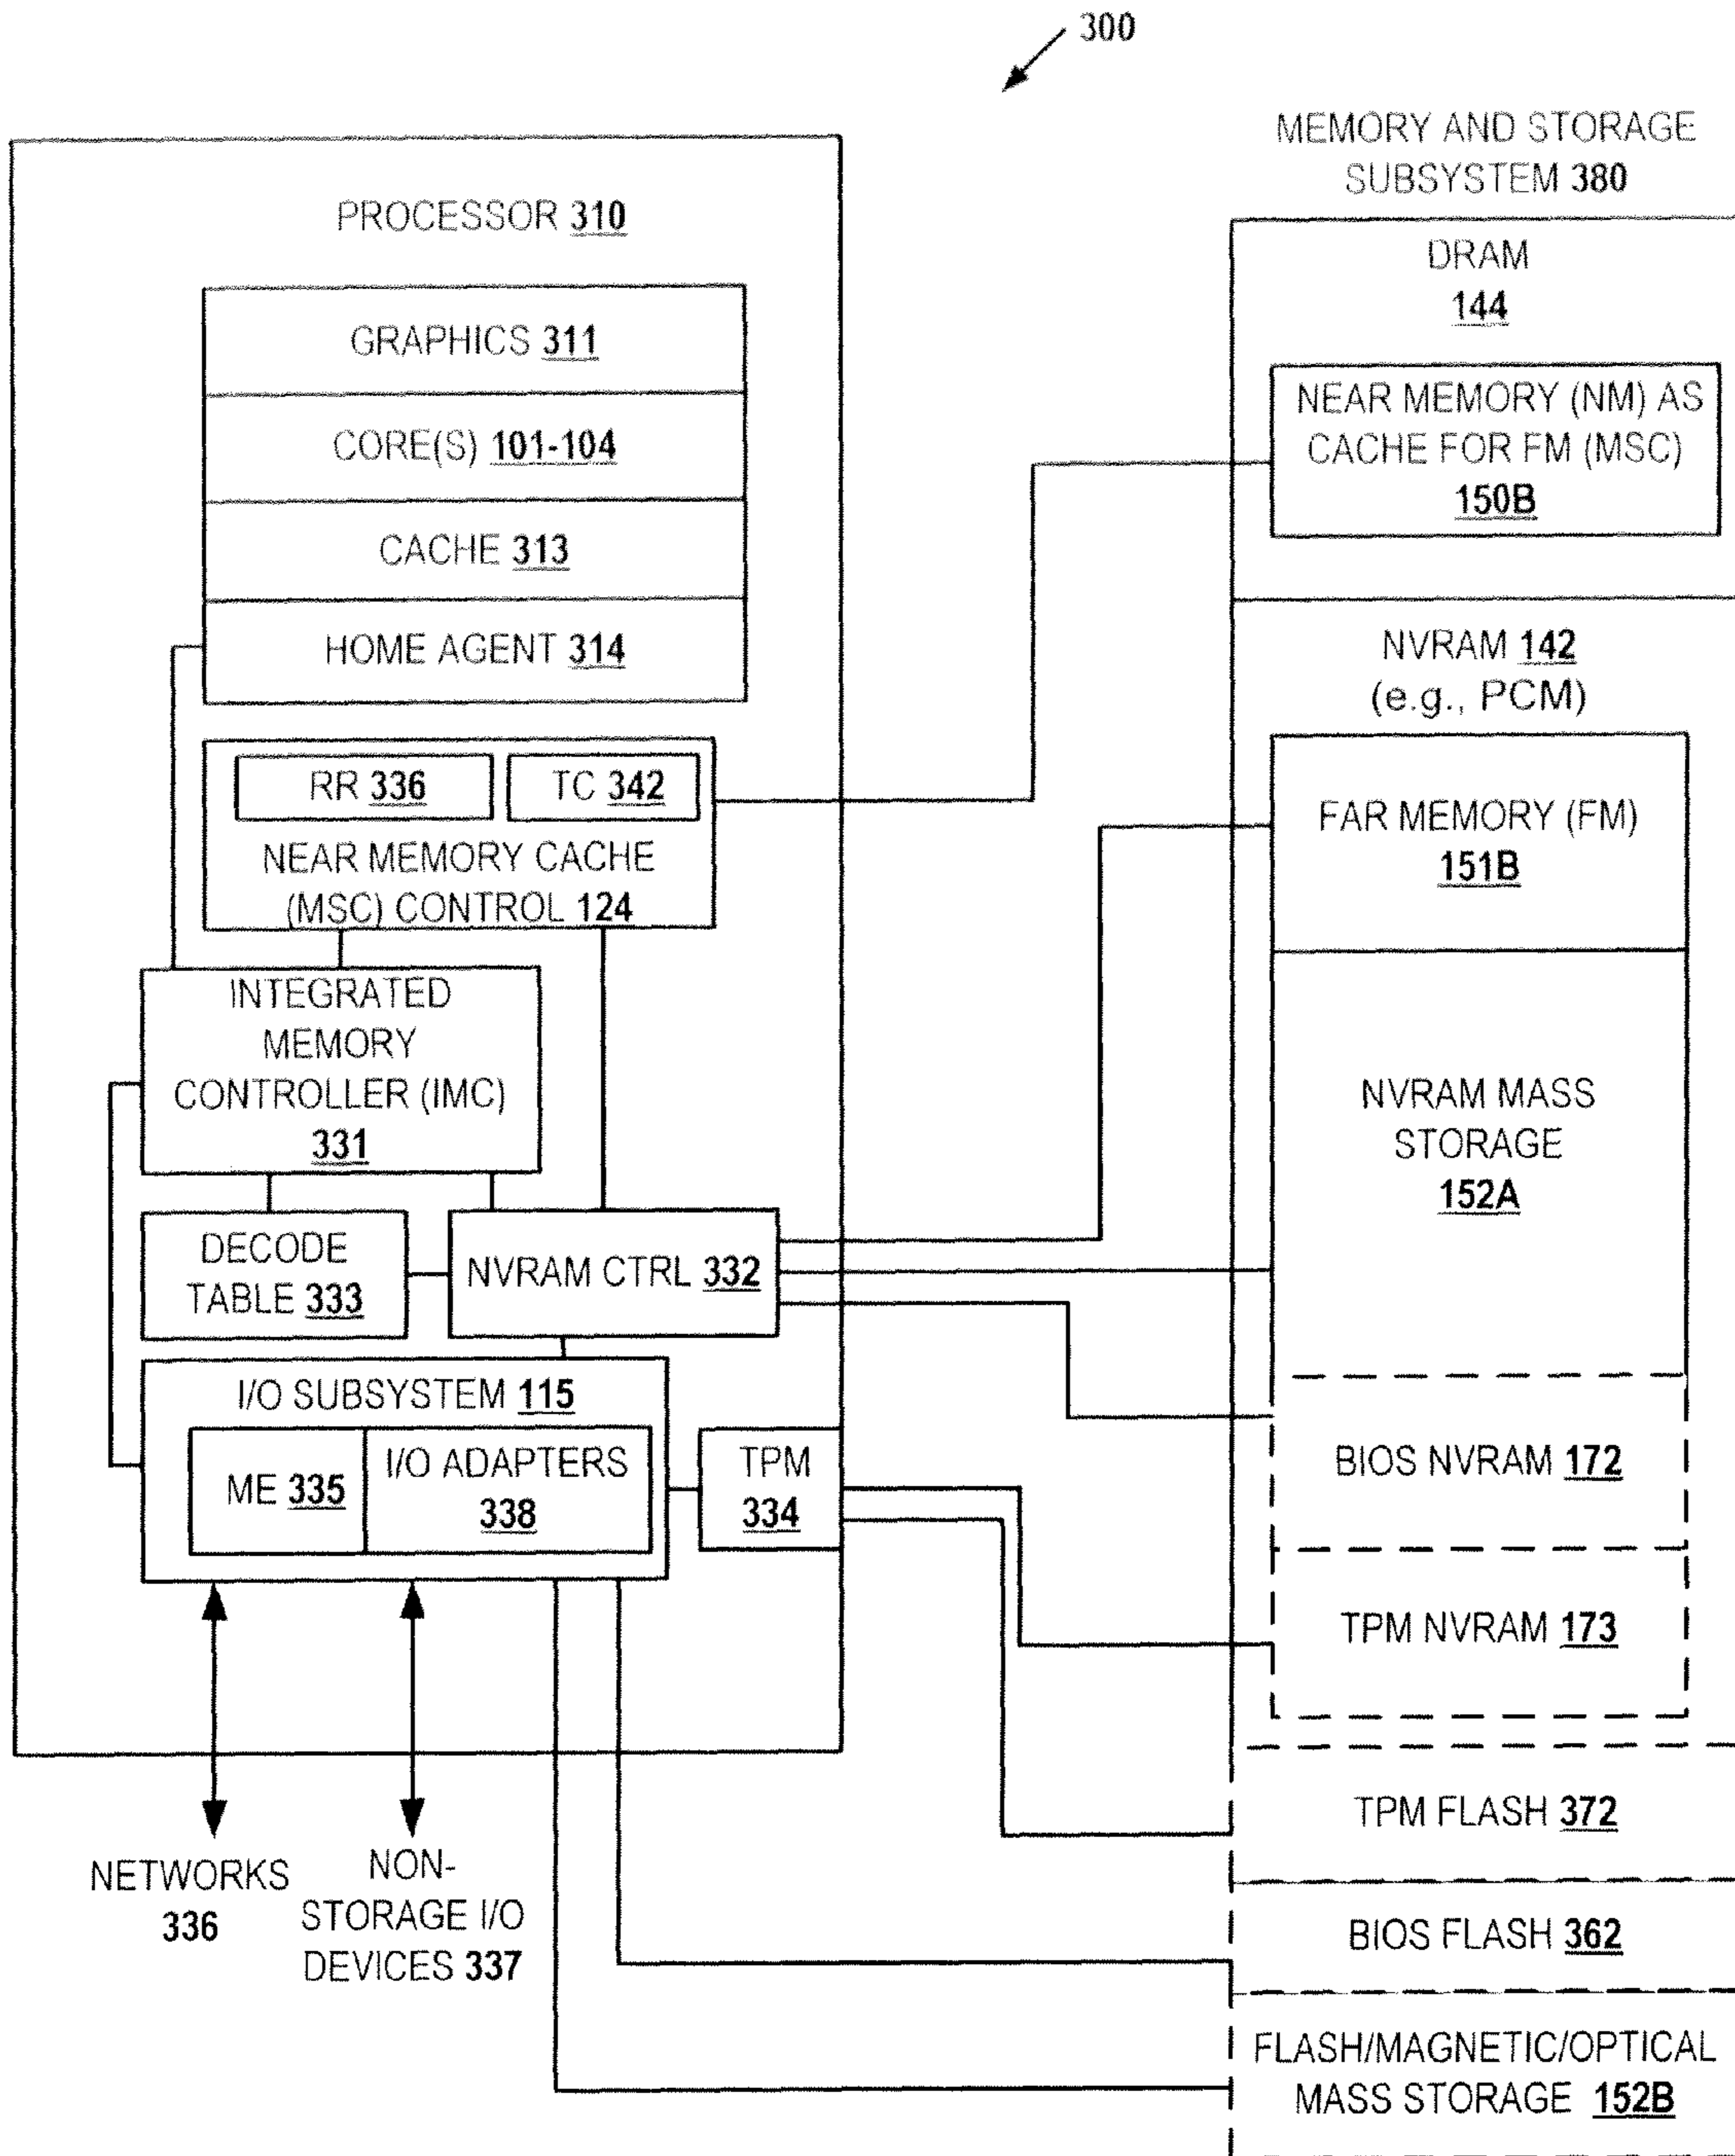 300
PROCESSOR 310
GRAPHICS 311
CORE(S) 101-104
CACHE 313
HOME AGENT 314
RR 336
TC 342
NEAR MEMORY CACHE
(MSC) CONTROL 124
INTEGRATED
MEMORY
CONTROLLER (IMC)
331
DECODE
TABLE 333
NVRAM CTRL 332
I/O SUBSYSTEM 115
ME 335
I/O ADAPTERS
338
TPM
334
NETWORKS
336
NON-
STORAGE I/O
DEVICES 337
MEMORY AND STORAGE
SUBSYSTEM 380
DRAM
144
NEAR MEMORY (NM) AS
CACHE FOR FM (MSC)
150B
NVRAM 142
(e.g., PCM)
FAR MEMORY (FM)
151B
NVRAM MASS
STORAGE
152A
BIOS NVRAM 172
TPM NVRAM 173
TPM FLASH 372
BIOS FLASH 362
FLASH/MAGNETIC/OPTICAL
MASS STORAGE 152B